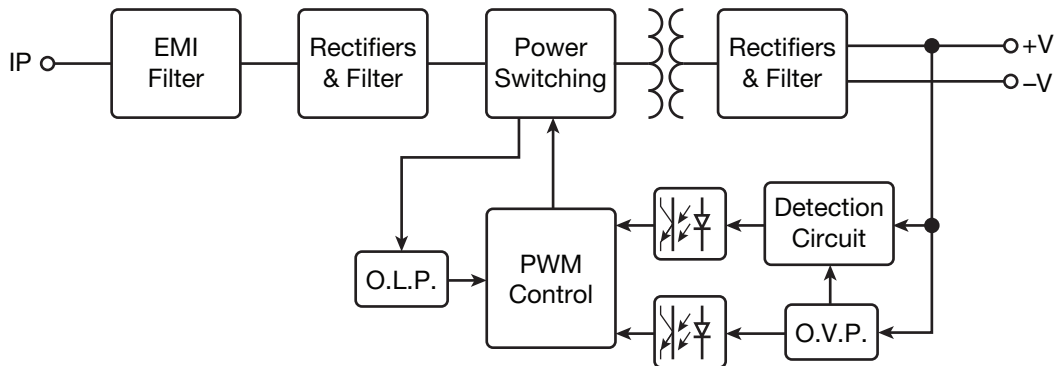 IP
EMI
Filter
Rectifiers
& Filter
Power
Switching
Rectifiers
& Filter
+V
–V
O.L.P.
PWM
Control
Detection
Circuit
O.V.P.